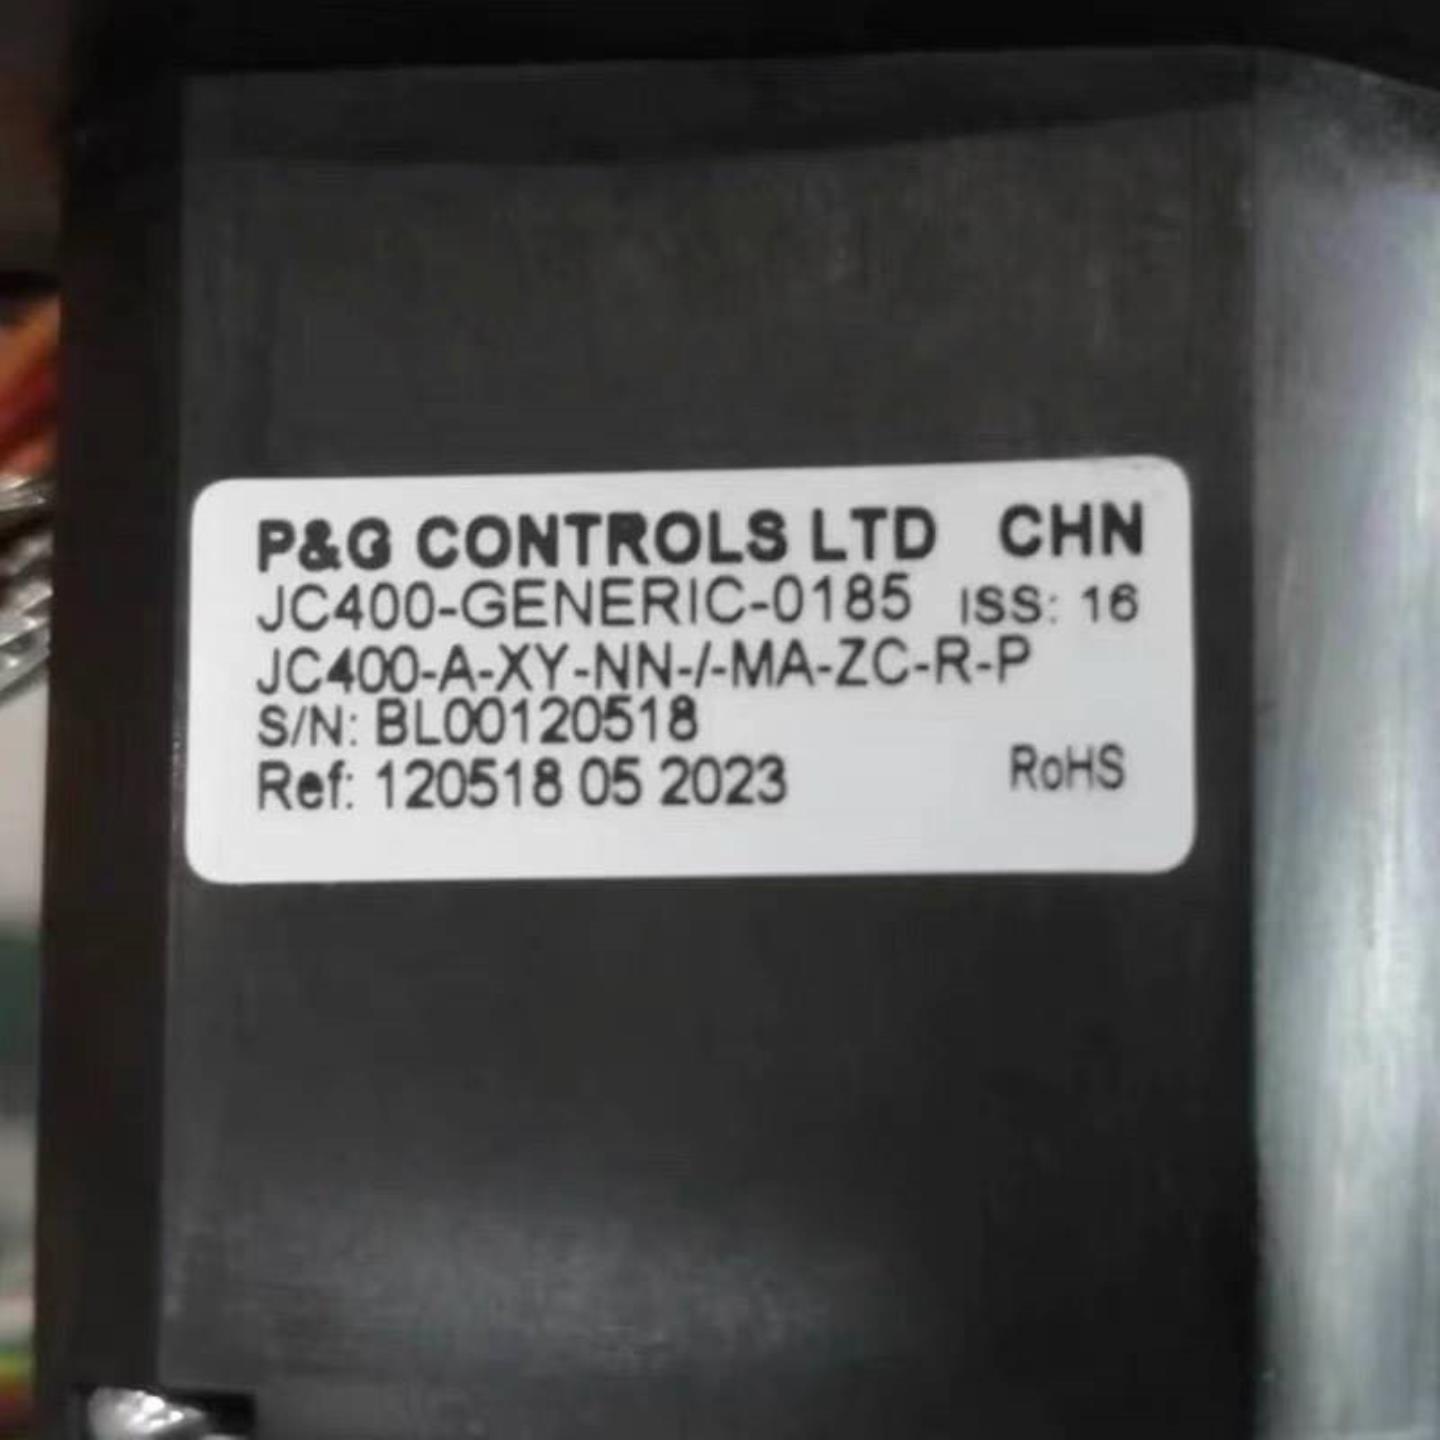 P&G CONTROLS LTD CHN
JC400-GENERIC-0185 ISS: 16
JC400-A-XY-NN-/-MA-ZC-R-P
S/N: BL00120518
Ref: 120518 05 2023 RoHS